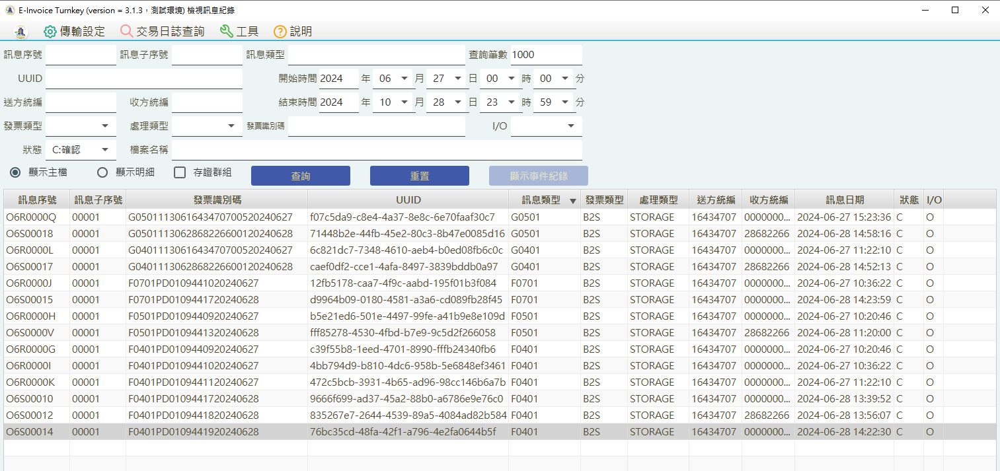 E-Invoice Turnkey (version = 3.1.3，測試環境) 檢視訊息紀錄
傳輸設定 交易日誌查詢 工具 說明
訊息序號 訊息子序號 訊息類型 查詢筆數 1000
UUID 開始時間 2024 年 06 月 27 日 00 時 00 分
送方統編 收方統編 結束時間 2024 年 10 月 28 日 23 時 59 分
發票類型 處理類型 發票識別碼 I/O
狀態 C:確認 檔案名稱
顯示主檔 顯示明細 存證群組 查詢 重置 顯示事件紀錄
訊息序號 訊息子序號 發票識別碼 UUID 訊息類型 發票類型 處理類型 送方統編 收方統編 訊息日期 狀態 I/O
O6R0000Q 00001 G0501113061643470700520240627 f07c5da9-c8e4-4a37-8e8c-6e70faaf30c7 G0501 B2S STORAGE 16434707 0000000... 2024-06-27 15:23:36 C O
O6S00018 00001 G0501113062868226600120240628 71448b2e-44fb-45e2-80c3-8b47e0085d16 G0501 B2S STORAGE 16434707 28682266 2024-06-28 14:58:16 C O
O6R0000L 00001 G0401113061643470700520240627 6c821dc7-7348-4610-aeb4-b0ed08fb6c0c G0401 B2S STORAGE 16434707 0000000... 2024-06-27 11:22:10 C O
O6S00017 00001 G0401113062868226600120240628 caef0df2-cce1-4afa-8497-3839bddb0a97 G0401 B2S STORAGE 16434707 28682266 2024-06-28 14:52:13 C O
O6R0000J 00001 F0701PD0109441020240627 12fb5178-caa7-4f9c-aabd-195f01b3f084 F0701 B2S STORAGE 16434707 0000000... 2024-06-27 10:36:22 C O
O6S00015 00001 F0701PD0109441720240628 d9964b09-0180-4581-a3a6-cd089fb28f45 F0701 B2S STORAGE 16434707 0000000... 2024-06-28 14:23:59 C O
O6R0000H 00001 F0501PD0109440920240627 b5e21ed6-501e-4497-99fe-a41b9e8e109d F0501 B2S STORAGE 16434707 0000000... 2024-06-27 10:20:46 C O
O6S0000V 00001 F0501PD0109441320240628 fff85278-4530-4fbd-b7e9-9c5d2f266058 F0501 B2S STORAGE 16434707 28682266 2024-06-28 11:20:00 C O
O6R0000G 00001 F0401PD0109440920240627 c39f55b8-1eed-4701-8990-fffb24340fb6 F0401 B2S STORAGE 16434707 0000000... 2024-06-27 10:20:46 C O
O6R0000I 00001 F0401PD0109441020240627 4bb794d9-b810-4dc6-958b-5e6848ef3461 F0401 B2S STORAGE 16434707 0000000... 2024-06-27 10:36:22 C O
O6R0000K 00001 F0401PD0109441120240627 472c5bcb-3931-4b65-ad96-98cc146b6a7b F0401 B2S STORAGE 16434707 0000000... 2024-06-27 11:22:10 C O
O6S00010 00001 F0401PD0109441720240628 9666f699-ad37-45a2-88b0-a6786e9e76c0 F0401 B2S STORAGE 16434707 0000000... 2024-06-28 13:39:52 C O
O6S00012 00001 F0401PD0109441820240628 835267e7-2644-4539-89a5-4084ad82b584 F0401 B2S STORAGE 16434707 28682266 2024-06-28 13:56:07 C O
O6S00014 00001 F0401PD0109441920240628 76bc35cd-48fa-42f1-a796-4e2fa0644b5f F0401 B2S STORAGE 16434707 0000000... 2024-06-28 14:22:30 C O